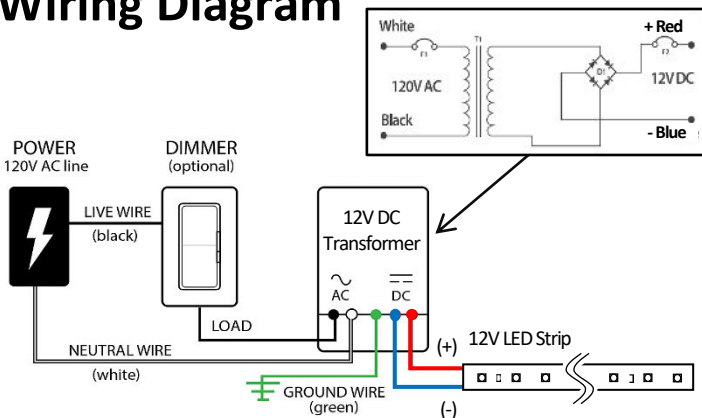 Wiring Diagram
White
F1
T1
120V AC
Black
+ Red
F2
D1
12V DC
- Blue
POWER
120V AC line
DIMMER
(optional)
LIVE WIRE
(black)
12V DC
Transformer
AC
DC
LOAD
NEUTRAL WIRE
(white)
GROUND WIRE
(green)
(+)
12V LED Strip
(-)